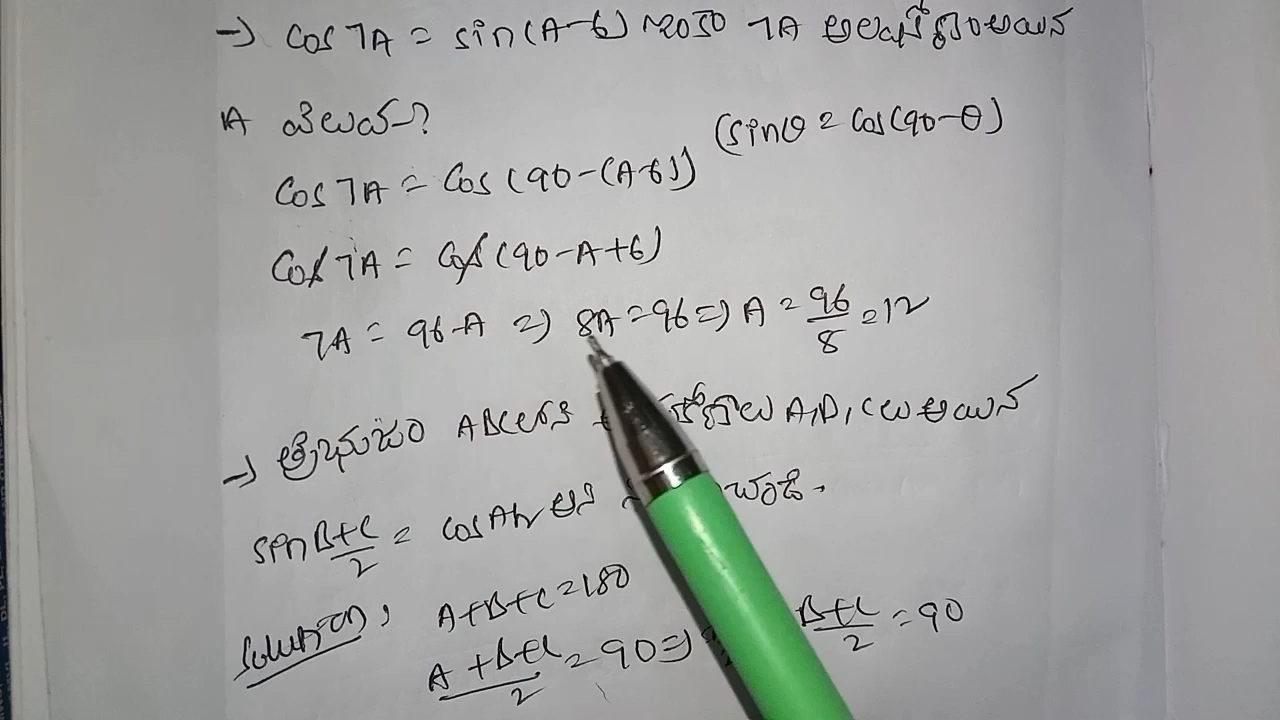 → Cos 7A = sin(A-6) మరియు 7A అల్పకోణం అయిన
A విలువ?
(sinθ = cos(90-θ)
Cos 7A = Cos (90-(A-6))
Cos 7A = Cos (90-A+6)
7A = 96-A ⇒ 8A = 96 ⇒ A = 96/8 = 12
→ త్రిభుజం ABC A, B, C లు అయిన
sin B+C/2 = cos A/2 అని చూపండి.
Solution, A+B+C = 180
A+B+C/2 = 90 ⇒ B+C/2 = 90